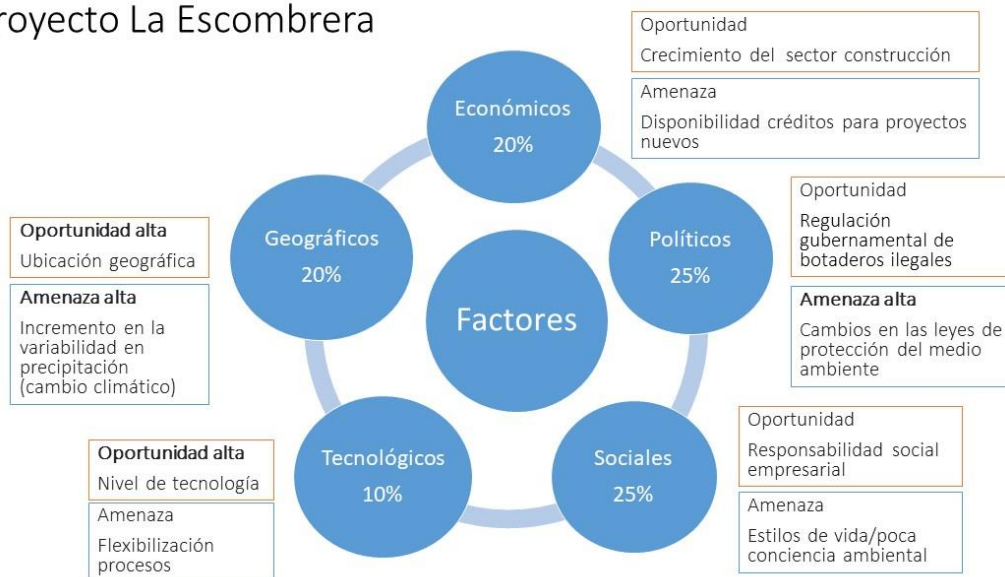 royecto La Escombrera
Oportunidad
Crecimiento del sector construcción
Amenaza
Disponibilidad créditos para proyectos
nuevos
Económicos
20%
Oportunidad
Regulación
gubernamental de
botaderos ilegales
Amenaza alta
Cambios en las leyes de
protección del medio
ambiente
Políticos
25%
Oportunidad alta
Ubicación geográfica
Amenaza alta
Incremento en la
variabilidad en
precipitación
(cambio climático)
Geográficos
20%
Factores
Oportunidad
Responsabilidad social
empresarial
Amenaza
Estilos de vida/poca
conciencia ambiental
Sociales
25%
Oportunidad alta
Nivel de tecnología
Amenaza
Flexibilización
procesos
Tecnológicos
10%